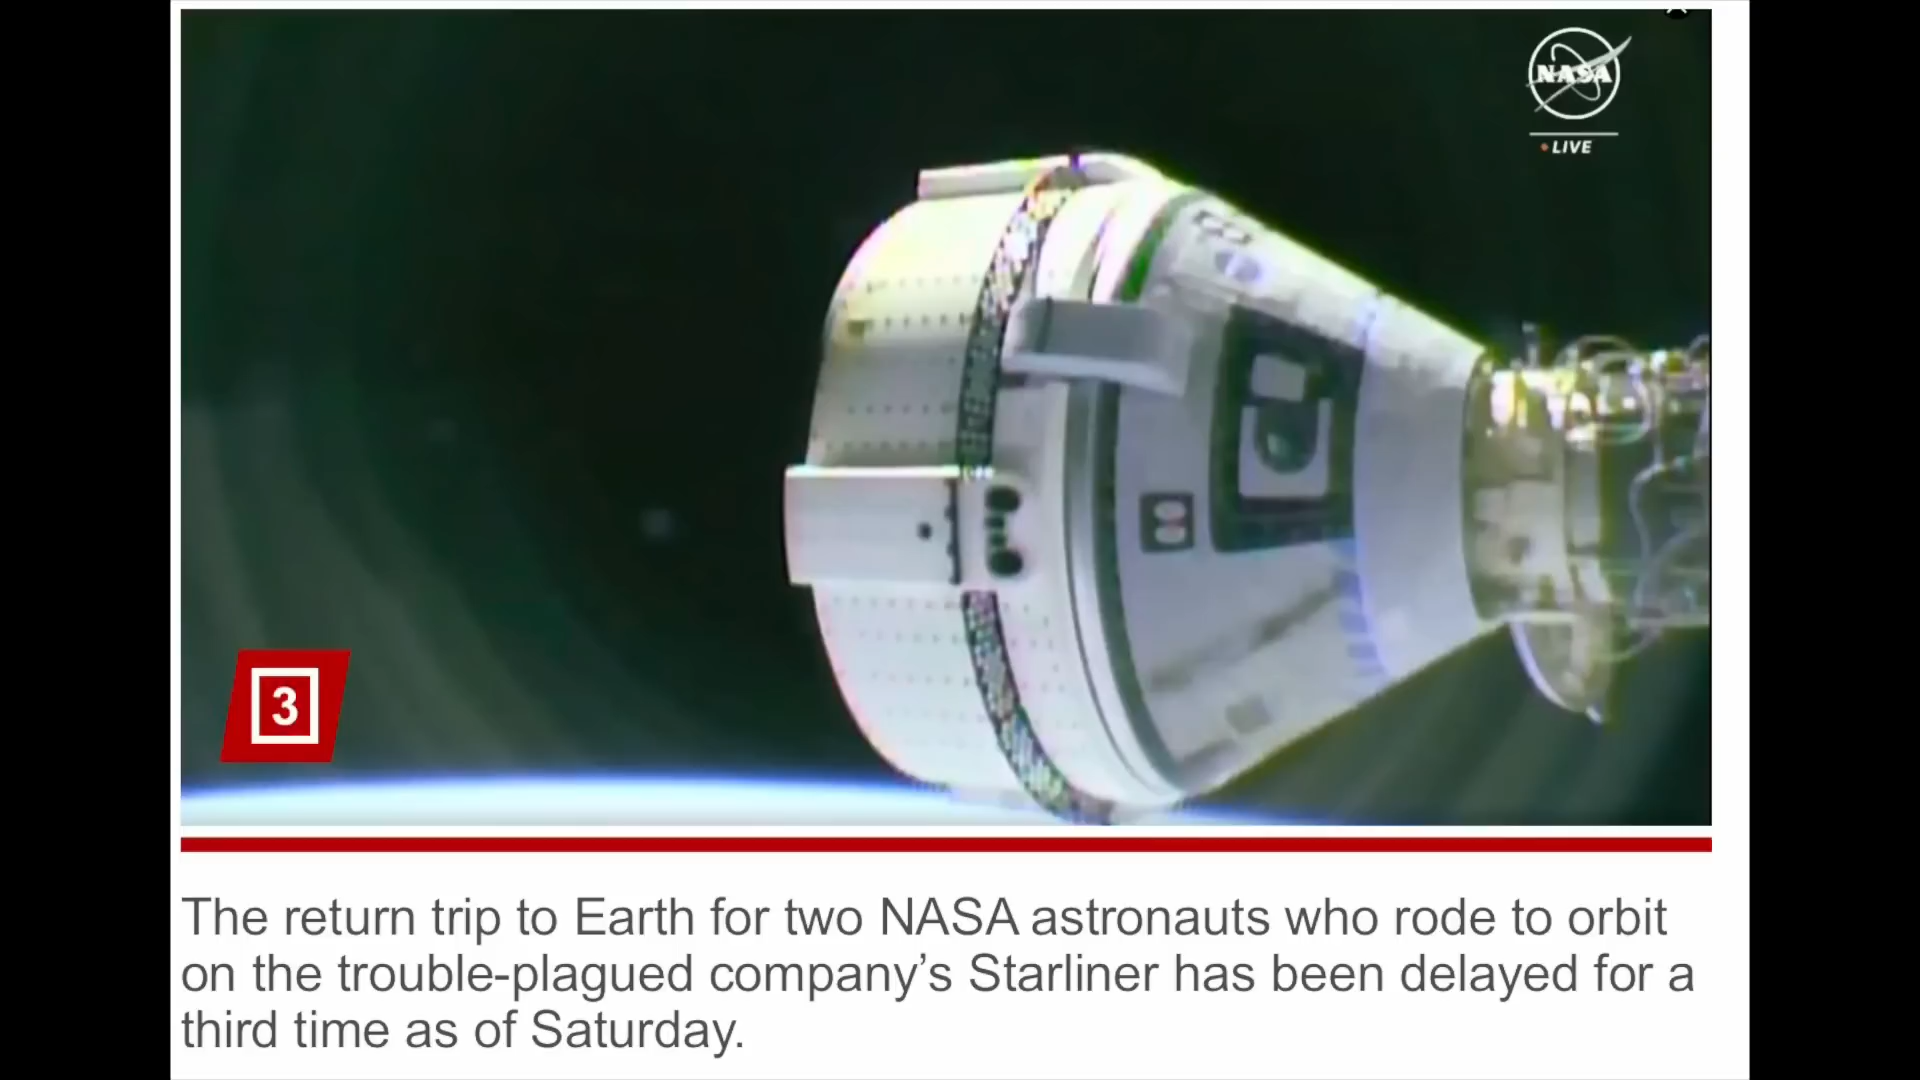 NASA
LIVE
3
The return trip to Earth for two NASA astronauts who rode to orbit
on the trouble-plagued company’s Starliner has been delayed for a
third time as of Saturday.